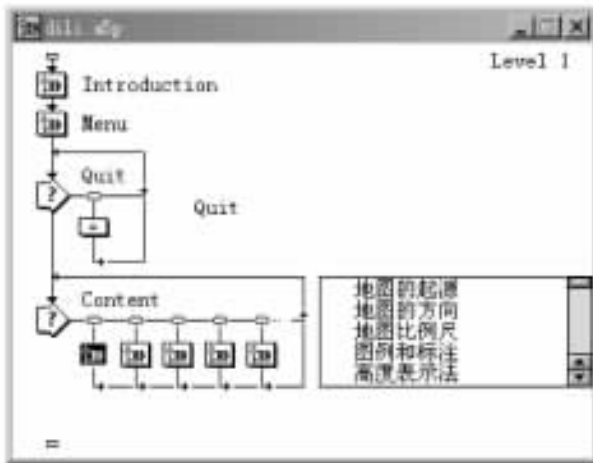 Level 1
Introduction
Menu
Quit
Quit
Content
地图的起源
地图的方向
地图比例尺
图例和标注
高度表示法